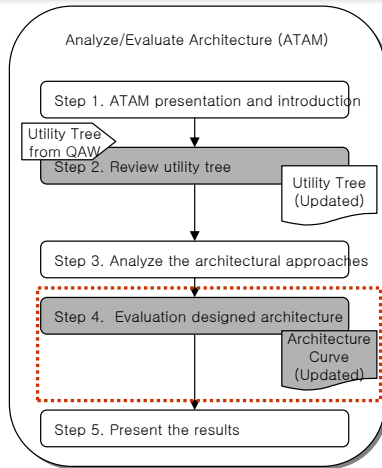 Analyze/Evaluate Architecture (ATAM)
Step 1. ATAM presentation and introduction
Utility Tree
from QAW
Step 2. Review utility tree
Utility Tree
(Updated)
Step 3. Analyze the architectural approaches
Step 4. Evaluation designed architecture
Architecture
Curve
(Updated)
Step 5. Present the results